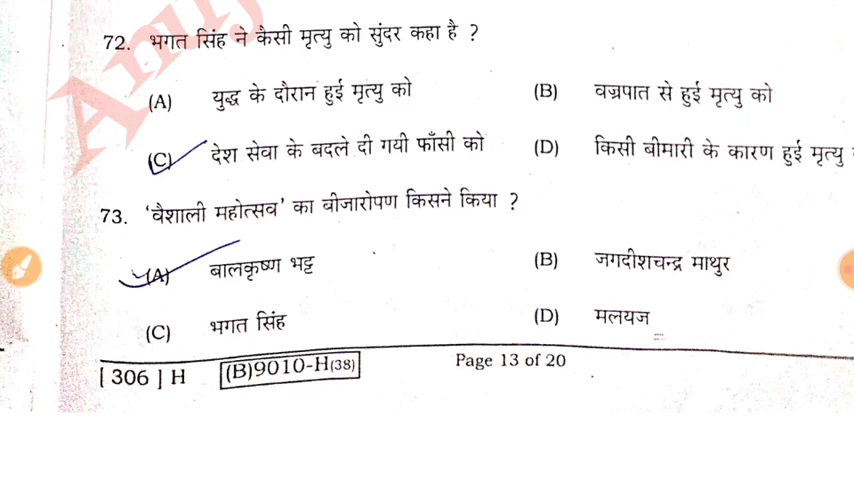 72. भगत सिंह ने कैसी मृत्यु को सुंदर कहा है ?
(A) युद्ध के दौरान हुई मृत्यु को (B) वज्रपात से हुई मृत्यु को
(C) देश सेवा के बदले दी गयी फाँसी को (D) किसी बीमारी के कारण हुई मृत्यु
73. 'वैशाली महोत्सव' का बीजारोपण किसने किया ?
(A) बालकृष्ण भट्ट (B) जगदीशचन्द्र माथुर
(C) भगत सिंह (D) मलयज
[ 306 ] H (B)9010-H(38) Page 13 of 20